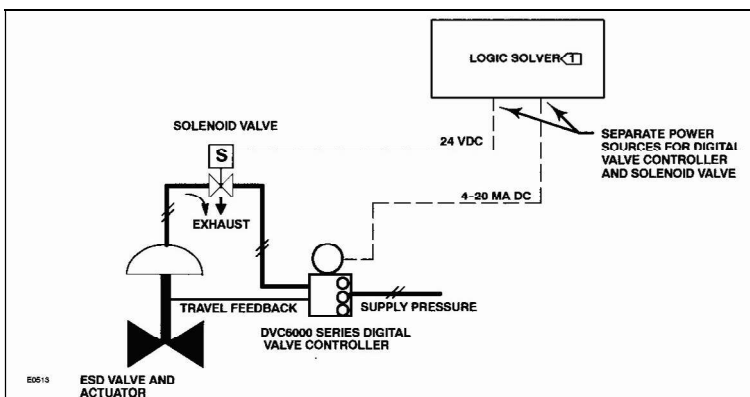 LOGIC SOLVER 1
SOLENOID VALVE
S
24 VDC
SEPARATE POWER
SOURCES FOR DIGITAL
VALVE CONTROLLER
AND SOLENOID VALVE
4-20 MA DC
EXHAUST
TRAVEL FEEDBACK
SUPPLY PRESSURE
DVC6000 SERIES DIGITAL
VALVE CONTROLLER
E0513
ESD VALVE AND
ACTUATOR